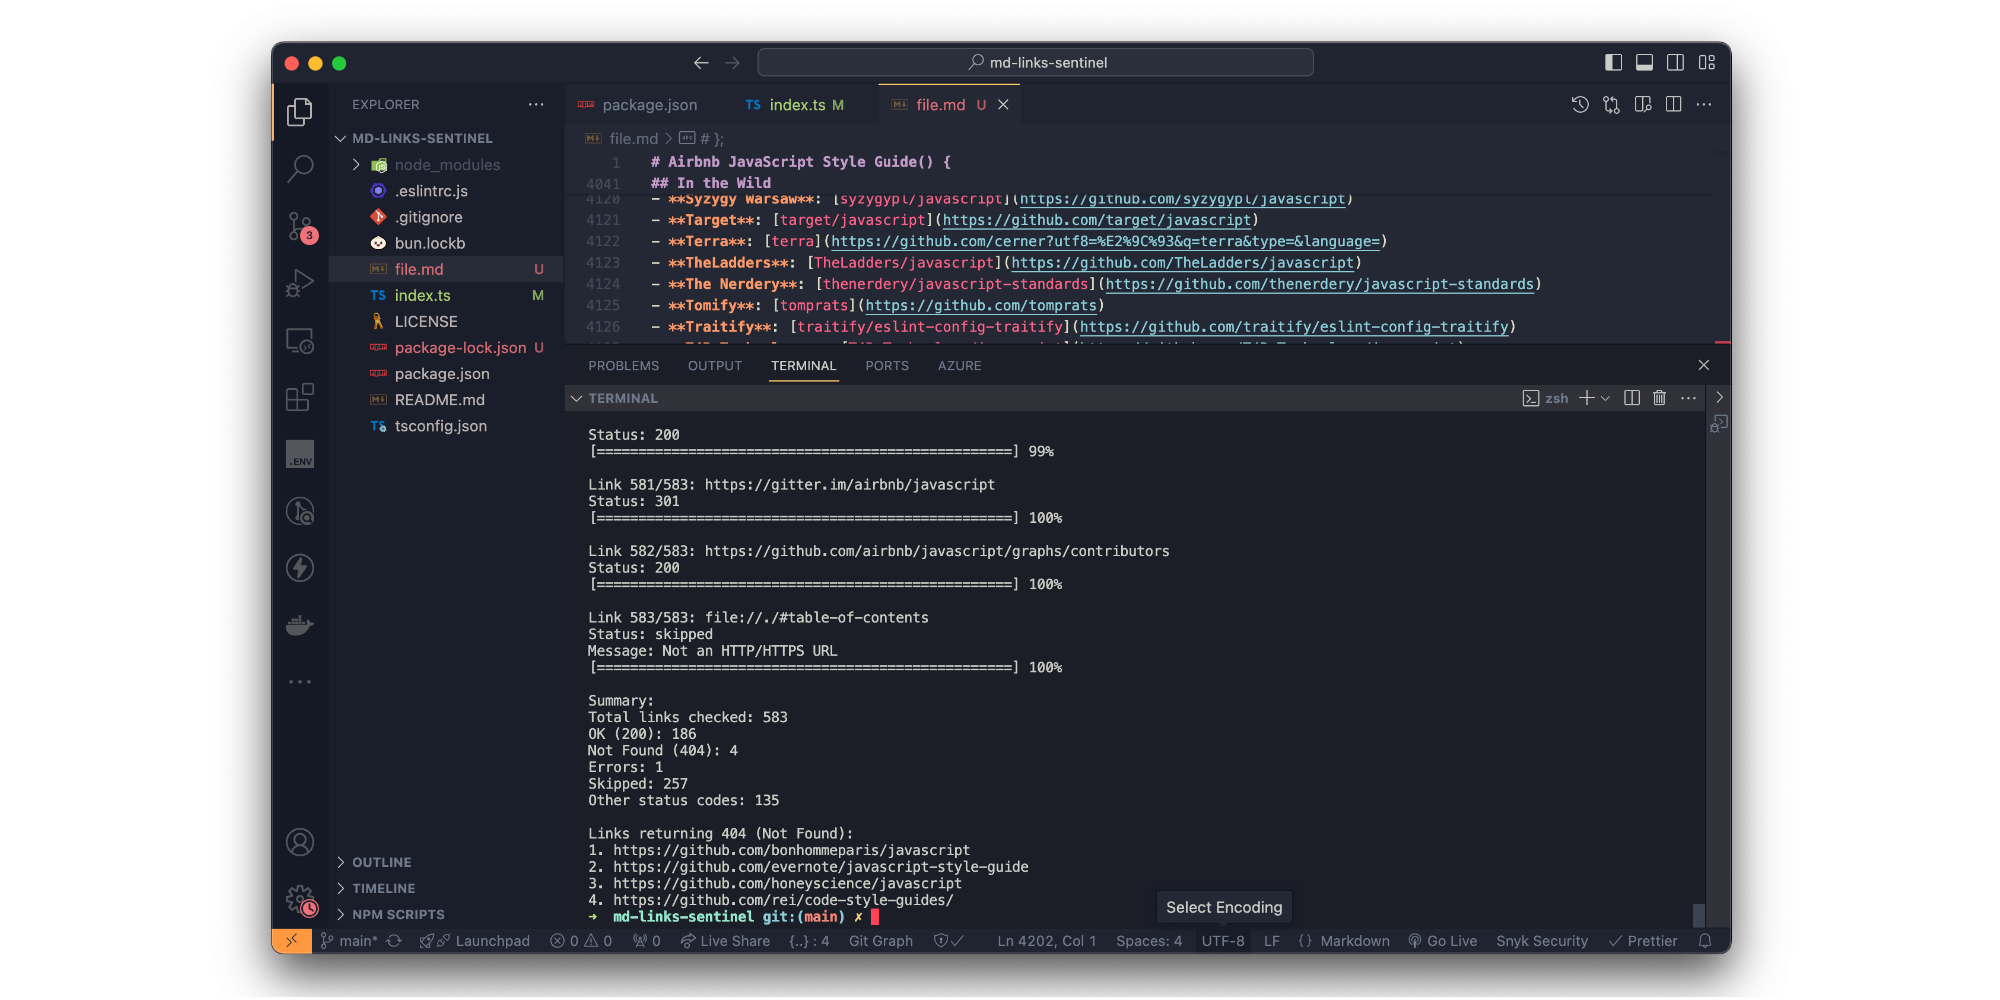 md-links-sentinel
EXPLORER
MD-LINKS-SENTINEL
node_modules
.eslintrc.js
.gitignore
bun.lockb
file.md U
TS index.ts M
LICENSE
package-lock.json U
package.json
README.md
TS tsconfig.json
OUTLINE
TIMELINE
NPM SCRIPTS
3
.ENV
package.json
TS index.ts M
file.md U
file.md > # };
1 # Airbnb JavaScript Style Guide() {
4041 ## In the Wild
4120 - **Syzygy Warsaw**: [syzygypl/javascript](https://github.com/syzygypl/javascript)
4121 - **Target**: [target/javascript](https://github.com/target/javascript)
4122 - **Terra**: [terra](https://github.com/cerner?utf8=%E2%9C%93&q=terra&type=&language=)
4123 - **TheLadders**: [TheLadders/javascript](https://github.com/TheLadders/javascript)
4124 - **The Nerdery**: [thenerdery/javascript-standards](https://github.com/thenerdery/javascript-standards)
4125 - **Tomify**: [tomprats](https://github.com/tomprats)
4126 - **Traitify**: [traitify/eslint-config-traitify](https://github.com/traitify/eslint-config-traitify)
PROBLEMS OUTPUT TERMINAL PORTS AZURE
TERMINAL
zsh
Status: 200
[==================================================] 99%
Link 581/583: https://gitter.im/airbnb/javascript
Status: 301
[==================================================] 100%
Link 582/583: https://github.com/airbnb/javascript/graphs/contributors
Status: 200
[==================================================] 100%
Link 583/583: file://./#table-of-contents
Status: skipped
Message: Not an HTTP/HTTPS URL
[==================================================] 100%
Summary:
Total links checked: 583
OK (200): 186
Not Found (404): 4
Errors: 1
Skipped: 257
Other status codes: 135
Links returning 404 (Not Found):
1. https://github.com/bonhommeparis/javascript
2. https://github.com/evernote/javascript-style-guide
3. https://github.com/honeyscience/javascript
4. https://github.com/rei/code-style-guides/
→ md-links-sentinel git:(main) ✗
Select Encoding
main* Launchpad 0 0 0 Live Share {..} : 4 Git Graph Ln 4202, Col 1 Spaces: 4 UTF-8 LF {} Markdown Go Live Snyk Security Prettier